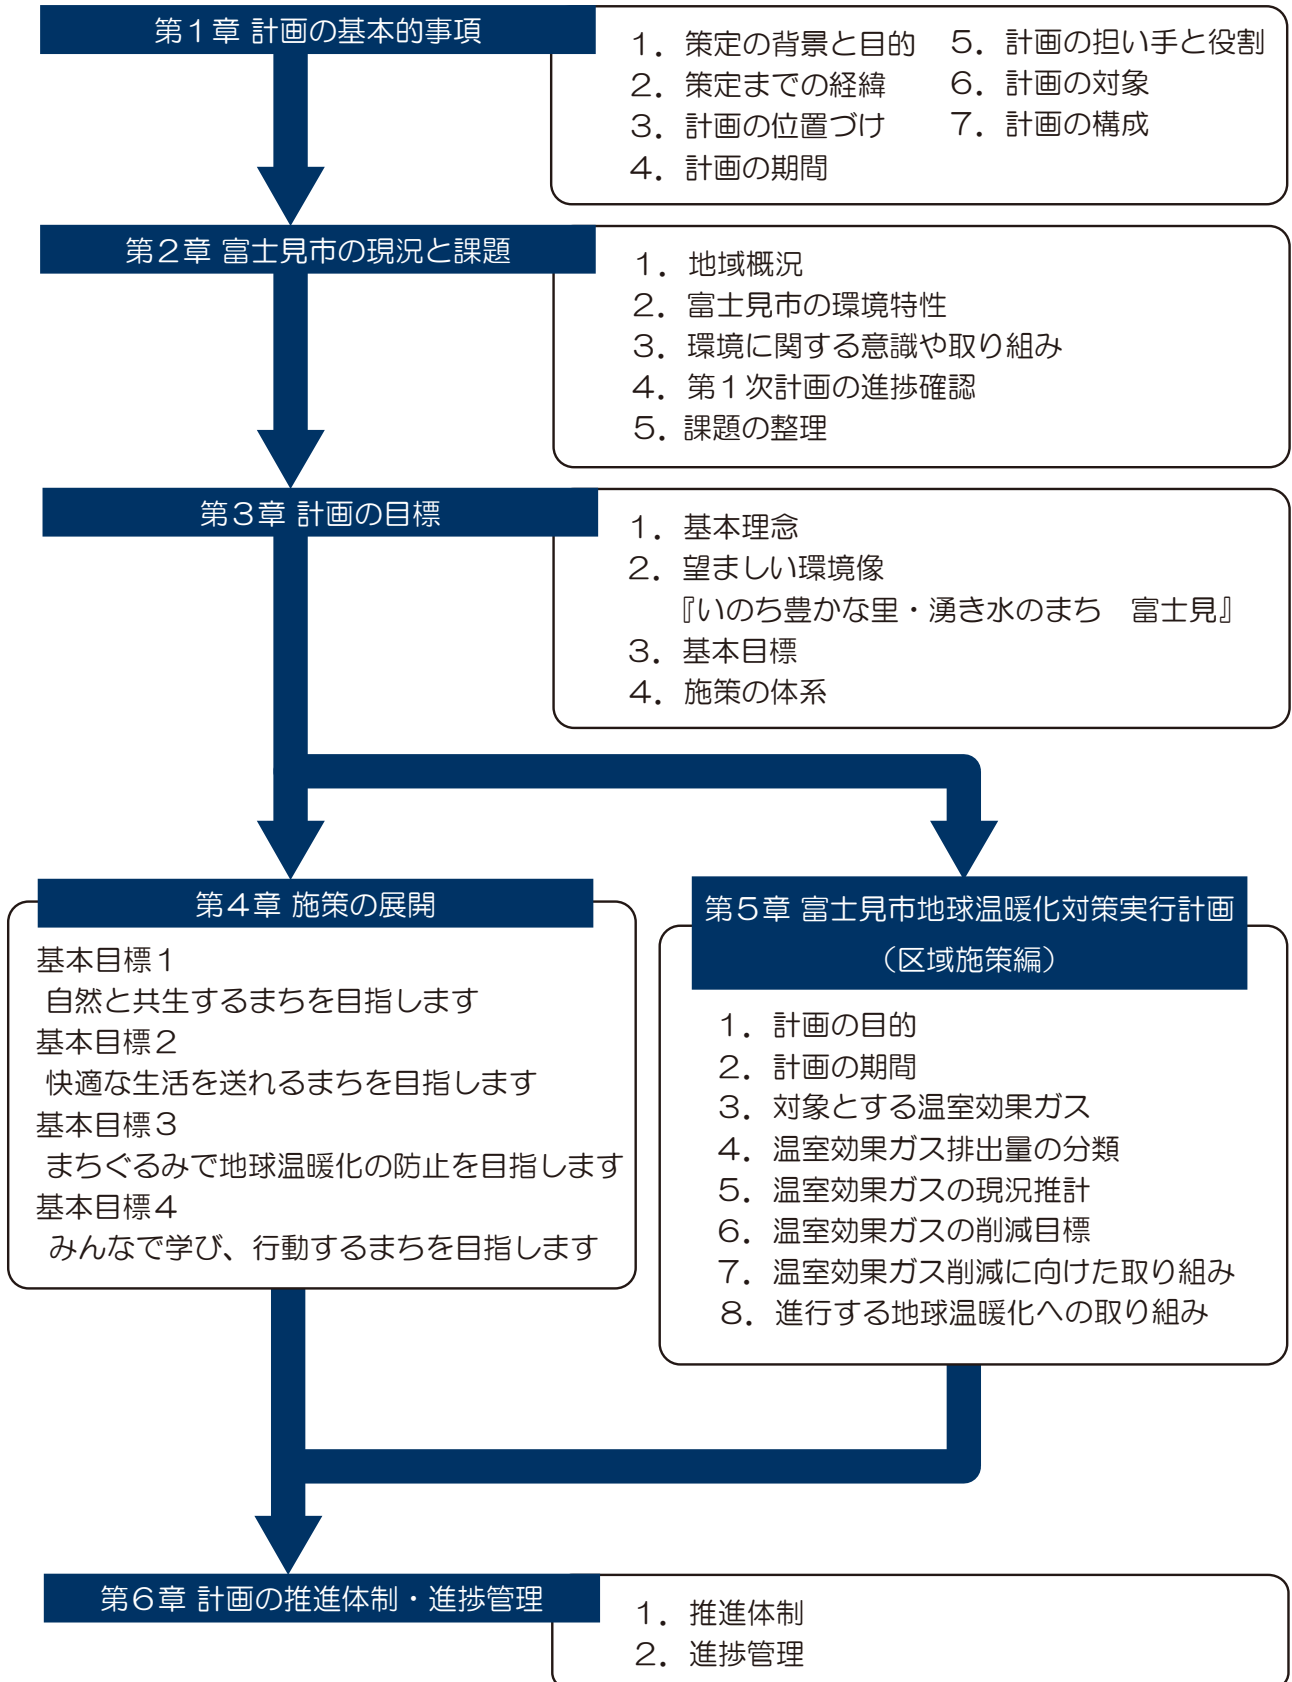 第１章 計画の基本的事項
１．策定の背景と目的
２．策定までの経緯
３．計画の位置づけ
４．計画の期間
５．計画の担い手と役割
６．計画の対象
７．計画の構成
第２章 富士見市の現況と課題
１．地域概況
２．富士見市の環境特性
３．環境に関する意識や取り組み
４．第１次計画の進捗確認
５．課題の整理
第３章 計画の目標
１．基本理念
２．望ましい環境像
『いのち豊かな里・湧き水のまち　富士見』
３．基本目標
４．施策の体系
第４章 施策の展開
基本目標１
自然と共生するまちを目指します
基本目標２
快適な生活を送れるまちを目指します
基本目標３
まちぐるみで地球温暖化の防止を目指します
基本目標４
みんなで学び、行動するまちを目指します
第５章 富士見市地球温暖化対策実行計画
（区域施策編）
１．計画の目的
２．計画の期間
３．対象とする温室効果ガス
４．温室効果ガス排出量の分類
５．温室効果ガスの現況推計
６．温室効果ガスの削減目標
７．温室効果ガス削減に向けた取り組み
８．進行する地球温暖化への取り組み
第６章 計画の推進体制・進捗管理
１．推進体制
２．進捗管理